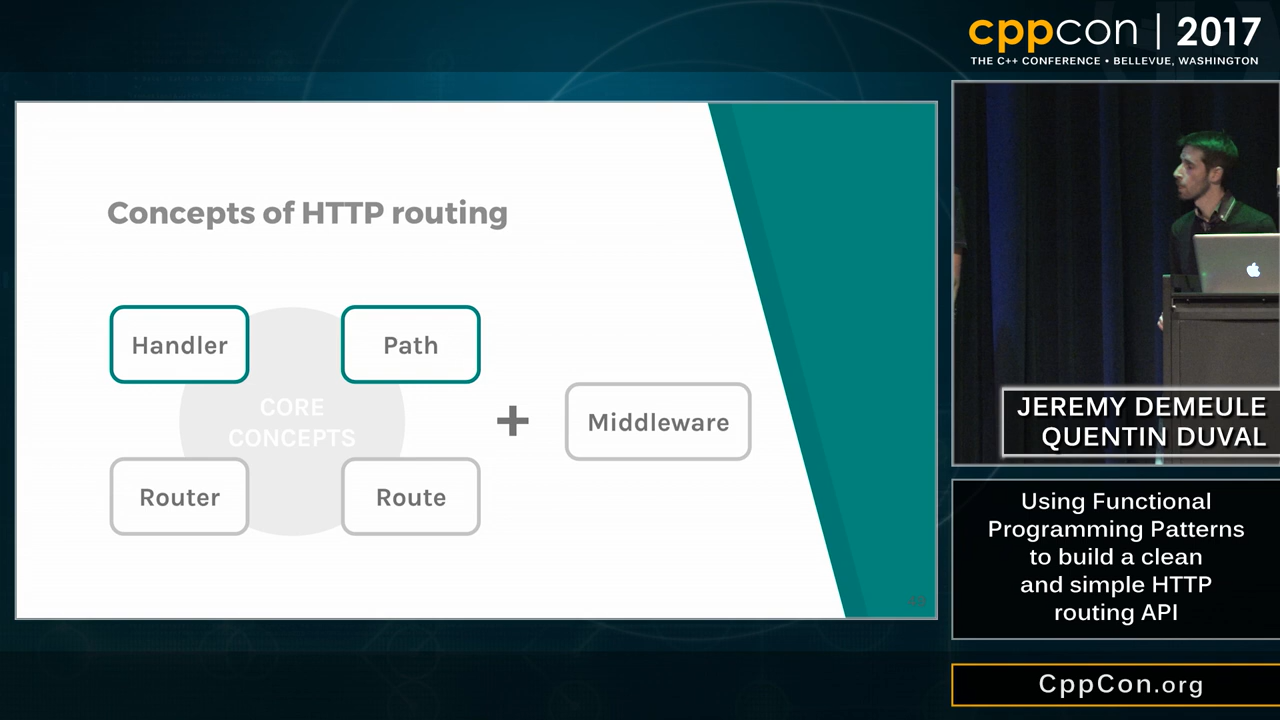 cppcon | 2017
THE C++ CONFERENCE • BELLEVUE, WASHINGTON
Concepts of HTTP routing
Handler
Path
CORE
CONCEPTS
+
Middleware
Router
Route
JEREMY DEMEULE
QUENTIN DUVAL
Using Functional
Programming Patterns
to build a clean
and simple HTTP
routing API
CppCon.org